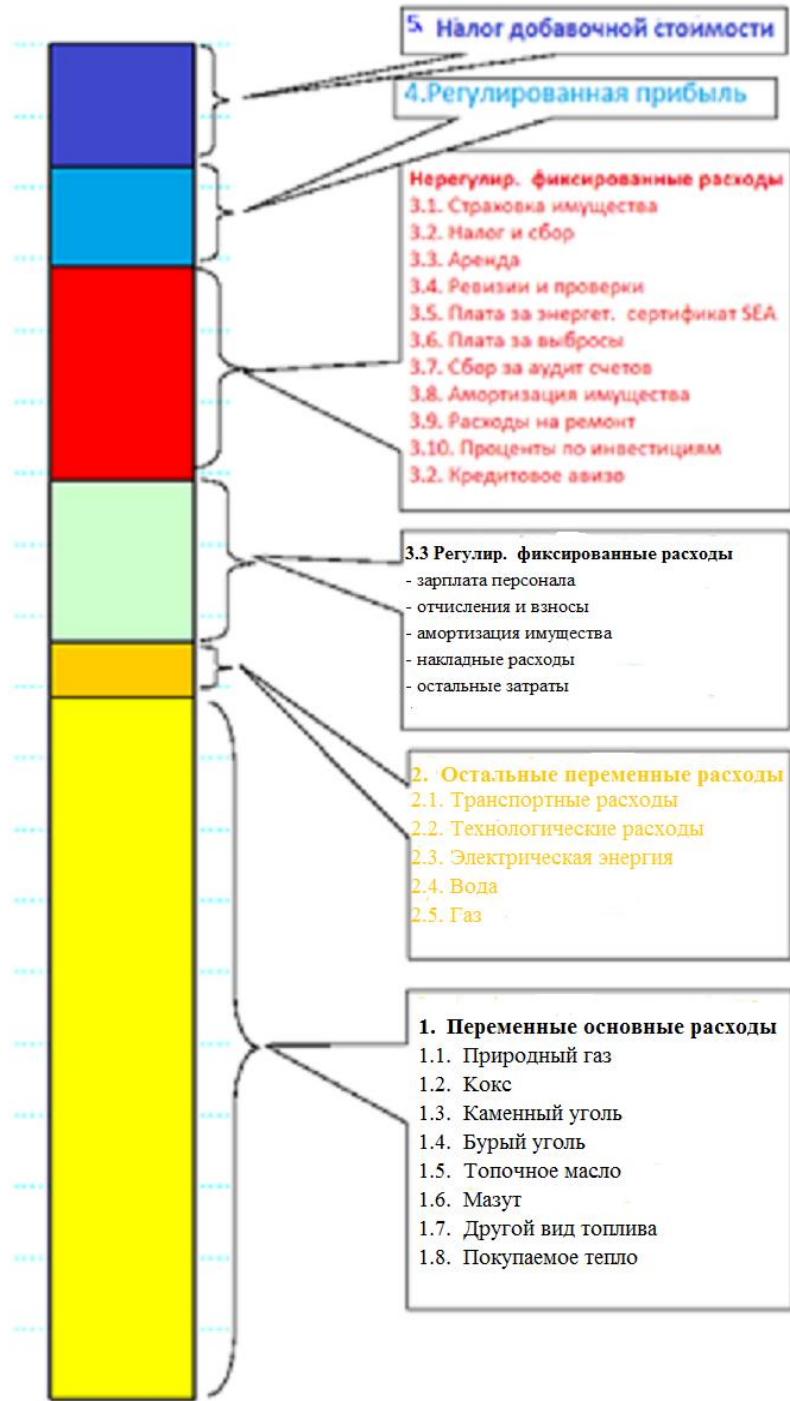 5. Налог добавочной стоимости
4.Регулированная прибыль
Нерегулир. фиксированные расходы
3.1. Страховка имущества
3.2. Налог и сбор
3.3. Аренда
3.4. Ревизии и проверки
3.5. Плата за энергет. сертификат SEA
3.6. Плата за выбросы
3.7. Сбор за аудит счетов
3.8. Амортизация имущества
3.9. Расходы на ремонт
3.10. Проценты по инвестициям
3.2. Кредитовое авизо
3.3 Регулир. фиксированные расходы
- зарплата персонала
- отчисления и взносы
- амортизация имущества
- накладные расходы
- остальные затраты
2. Остальные переменные расходы
2.1. Транспортные расходы
2.2. Технологические расходы
2.3. Электрическая энергия
2.4. Вода
2.5. Газ
1. Переменные основные расходы
1.1. Природный газ
1.2. Кокс
1.3. Каменный уголь
1.4. Бурый уголь
1.5. Топочное масло
1.6. Мазут
1.7. Другой вид топлива
1.8. Покупаемое тепло